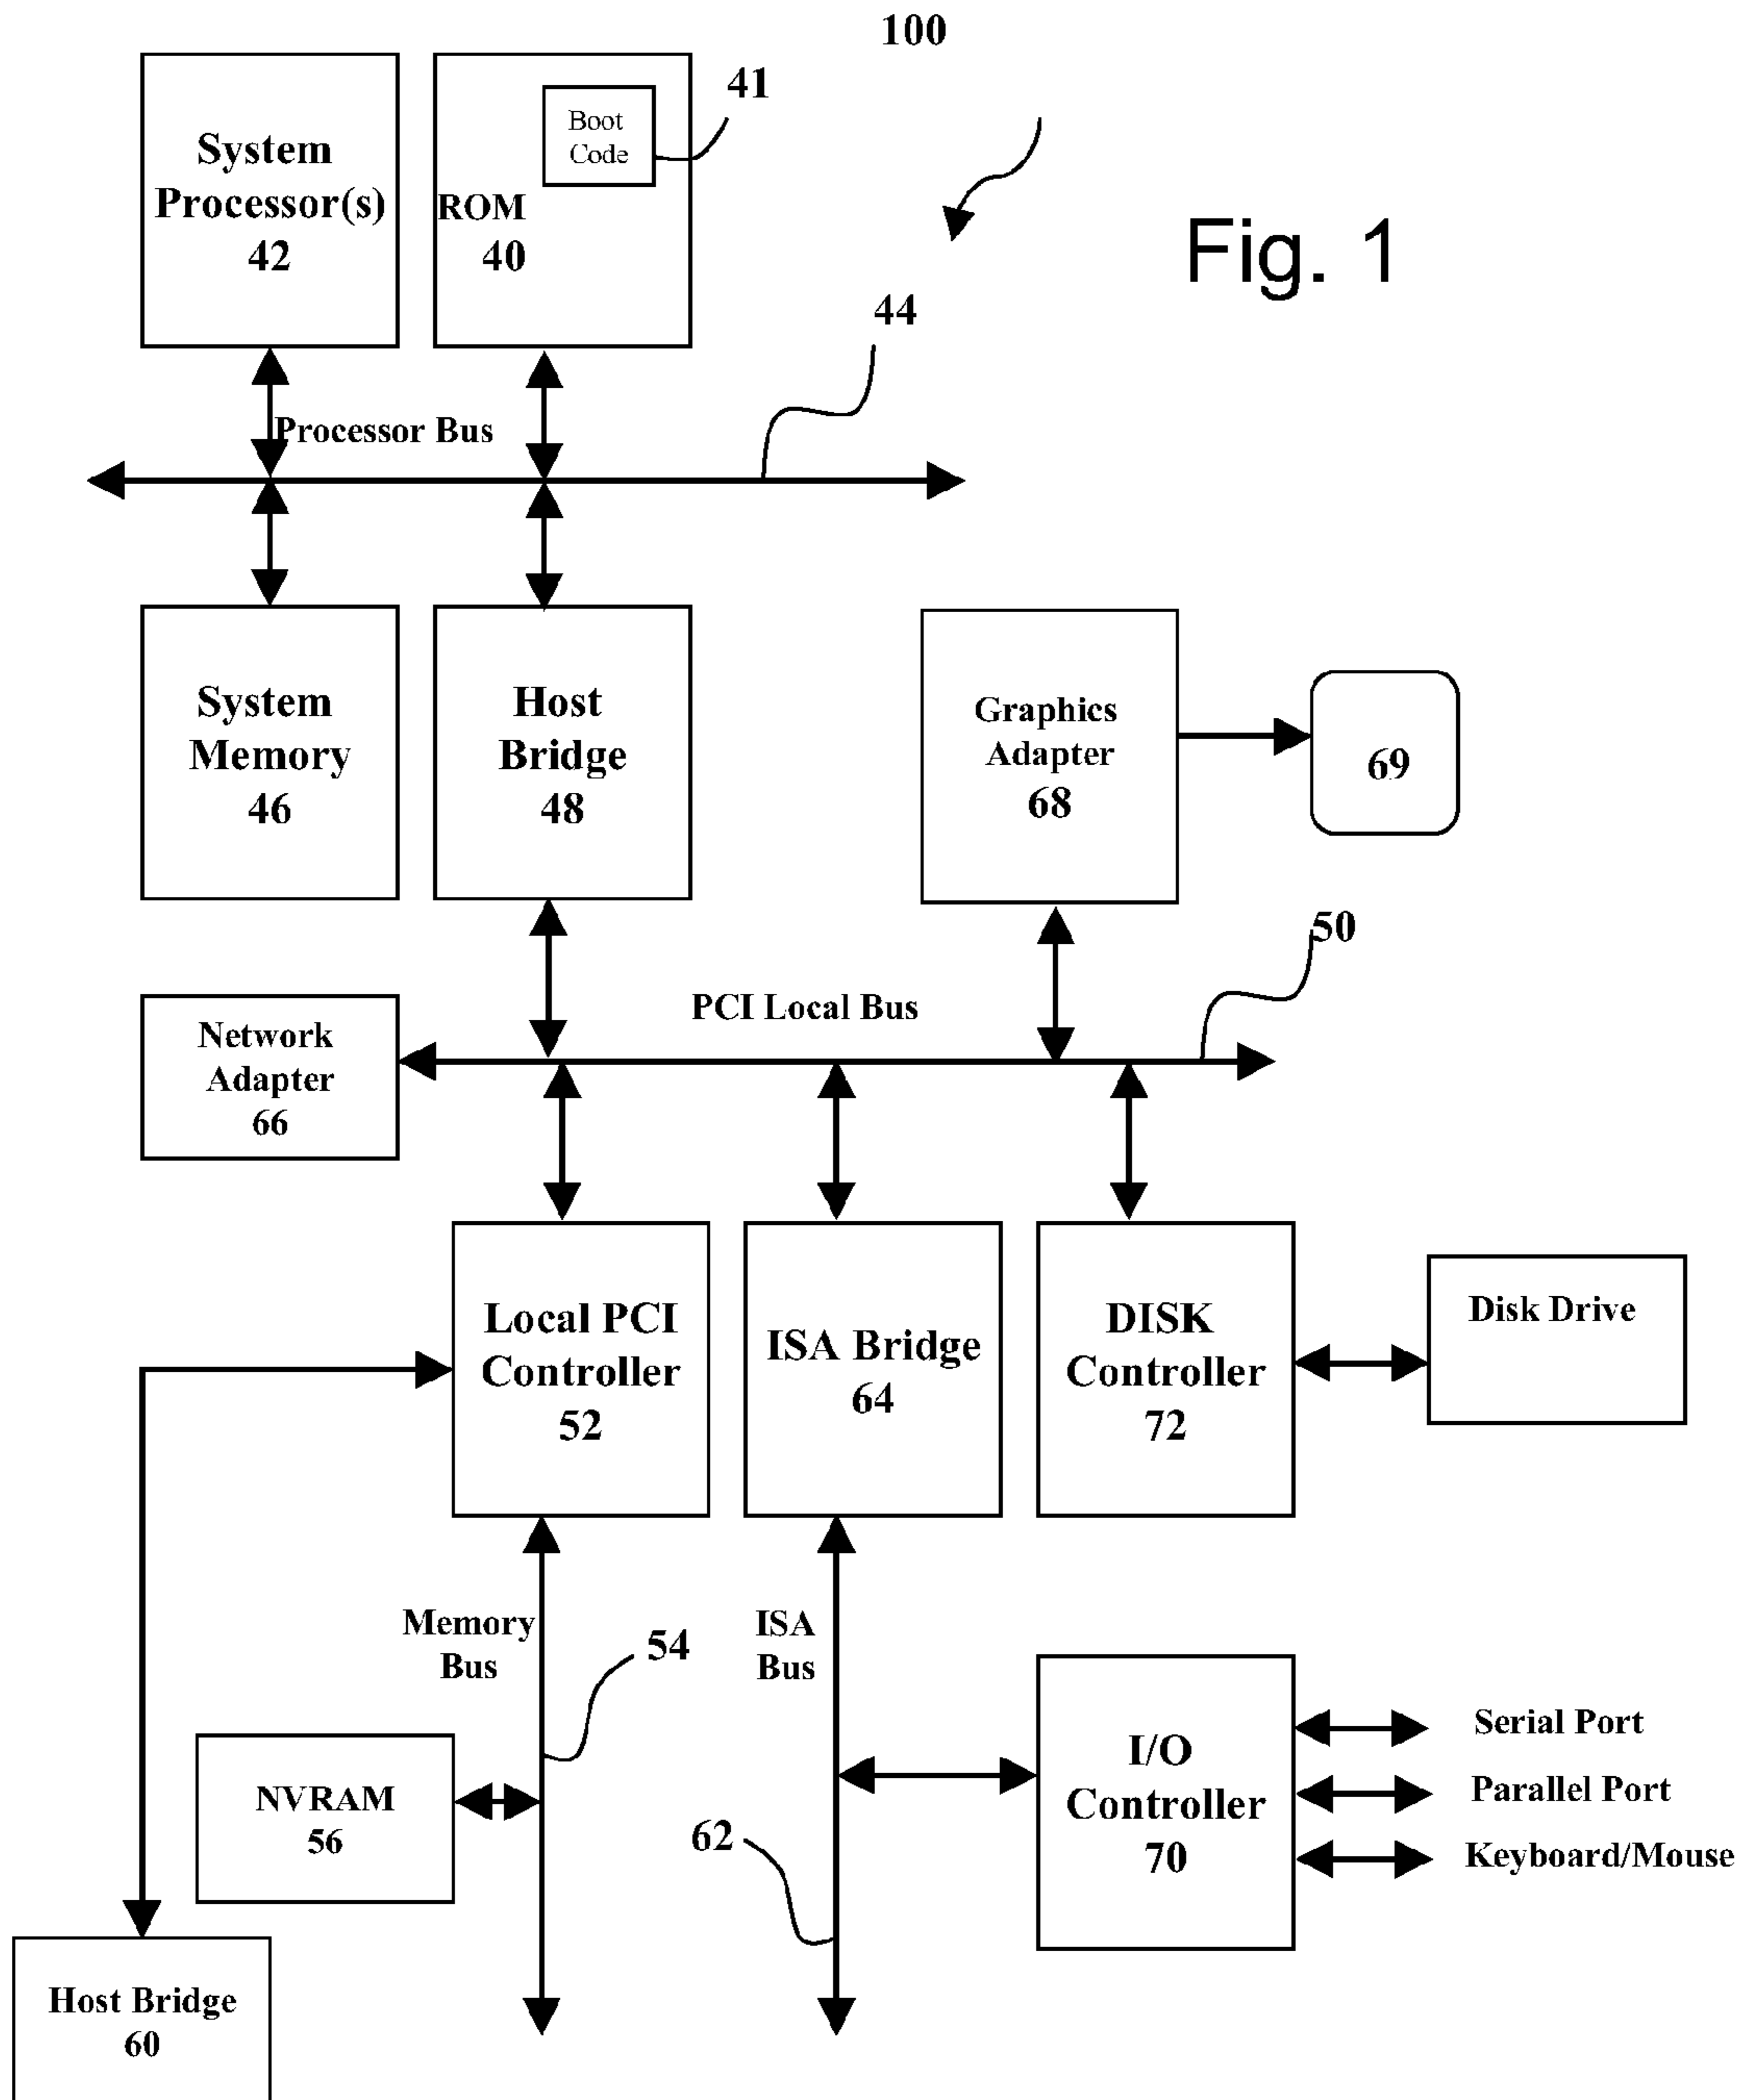 100
41
Boot
Code
System
Processor(s)
42
ROM
40
Fig. 1
44
Processor Bus
System
Memory
46
Host
Bridge
48
Graphics
Adapter
68
69
50
PCI Local Bus
Network
Adapter
66
Local PCI
Controller
52
ISA Bridge
64
DISK
Controller
72
Disk Drive
Memory
Bus
54
ISA
Bus
NVRAM
56
62
I/O
Controller
70
Serial Port
Parallel Port
Keyboard/Mouse
Host Bridge
60